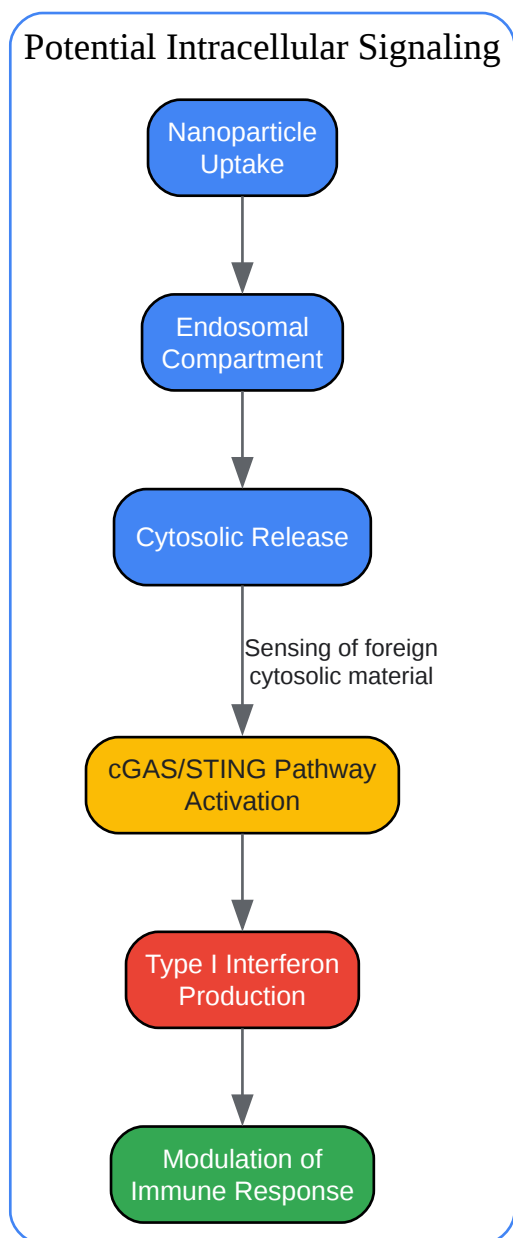 Potential Intracellular Signaling
Nanoparticle
Uptake
Endosomal
Compartment
Cytosolic Release
Sensing of foreign
cytosolic material
cGAS/STING Pathway
Activation
Type I Interferon
Production
Modulation of
Immune Response